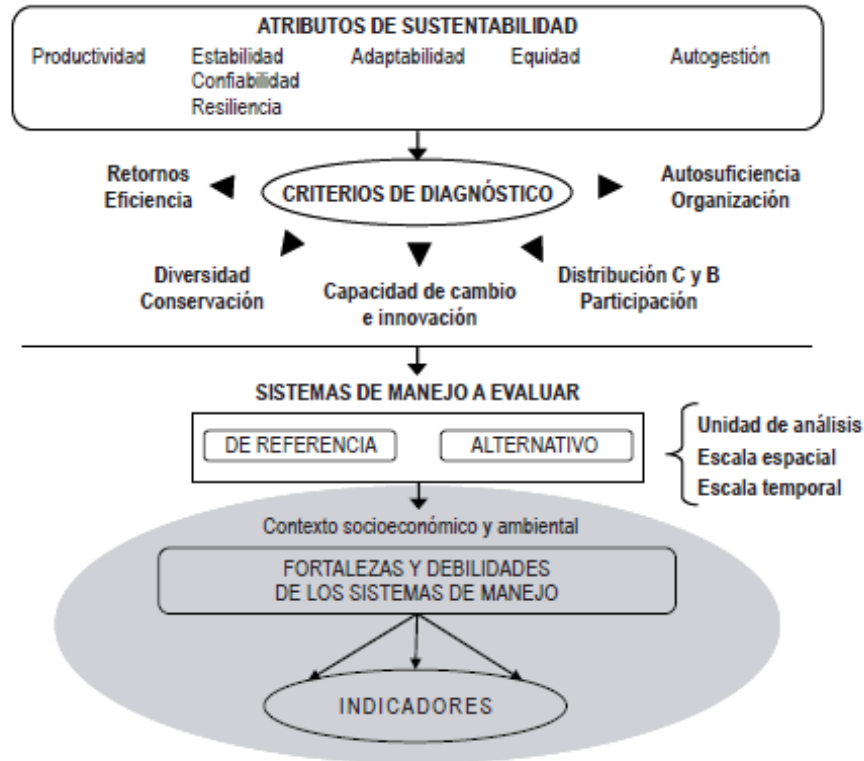 ATRIBUTOS DE SUSTENTABILIDAD
Productividad Estabilidad Adaptabilidad Equidad Autogestión
Confiabilidad
Resiliencia
Retornos
Eficiencia
CRITERIOS DE DIAGNÓSTICO
Autosuficiencia
Organización
Diversidad
Conservación
Capacidad de cambio
e innovación
Distribución C y B
Participación
SISTEMAS DE MANEJO A EVALUAR
DE REFERENCIA
ALTERNATIVO
Unidad de análisis
Escala espacial
Escala temporal
Contexto socioeconómico y ambiental
FORTALEZAS Y DEBILIDADES
DE LOS SISTEMAS DE MANEJO
INDICADORES